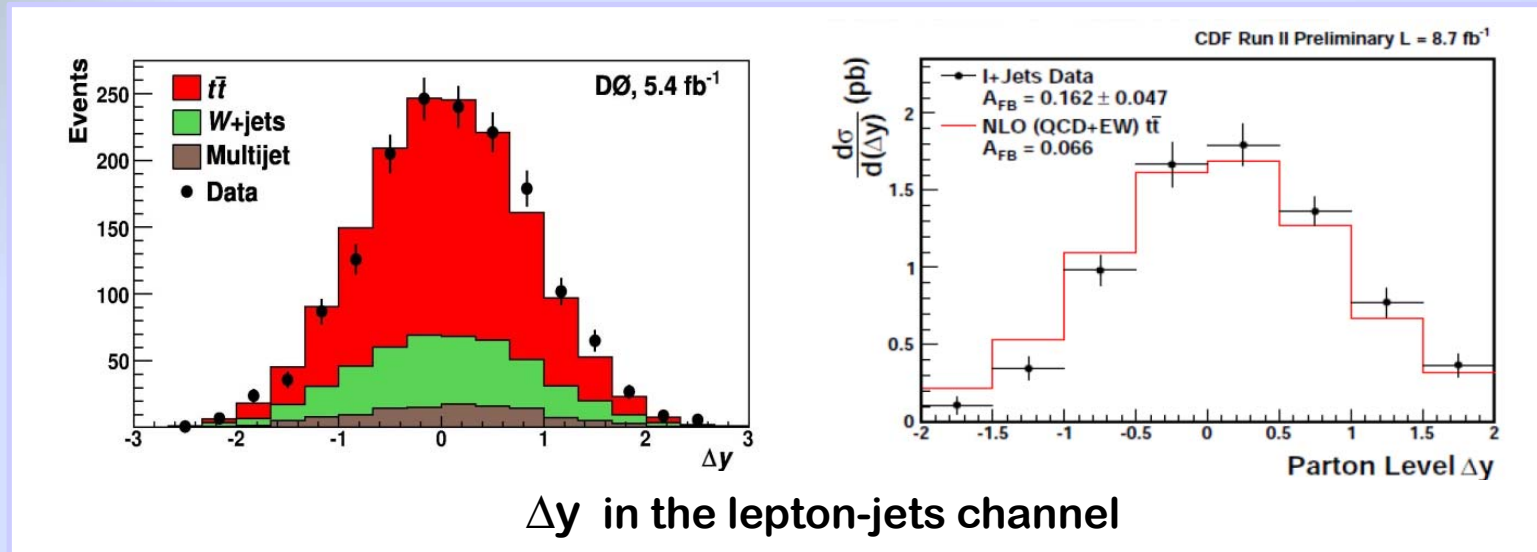 Events
250
200
150
100
50
tt̄
W+jets
Multijet
Data
DØ, 5.4 fb⁻¹
-3 -2 -1 0 1 2 3
Δy
CDF Run II Preliminary L = 8.7 fb⁻¹
dσ/d(Δy) (pb)
2
1.5
1
0.5
0
l+Jets Data
A_FB = 0.162 ± 0.047
NLO (QCD+EW) tt̄
A_FB = 0.066
-2 -1.5 -1 -0.5 0 0.5 1 1.5 2
Parton Level Δy
Δy in the lepton-jets channel